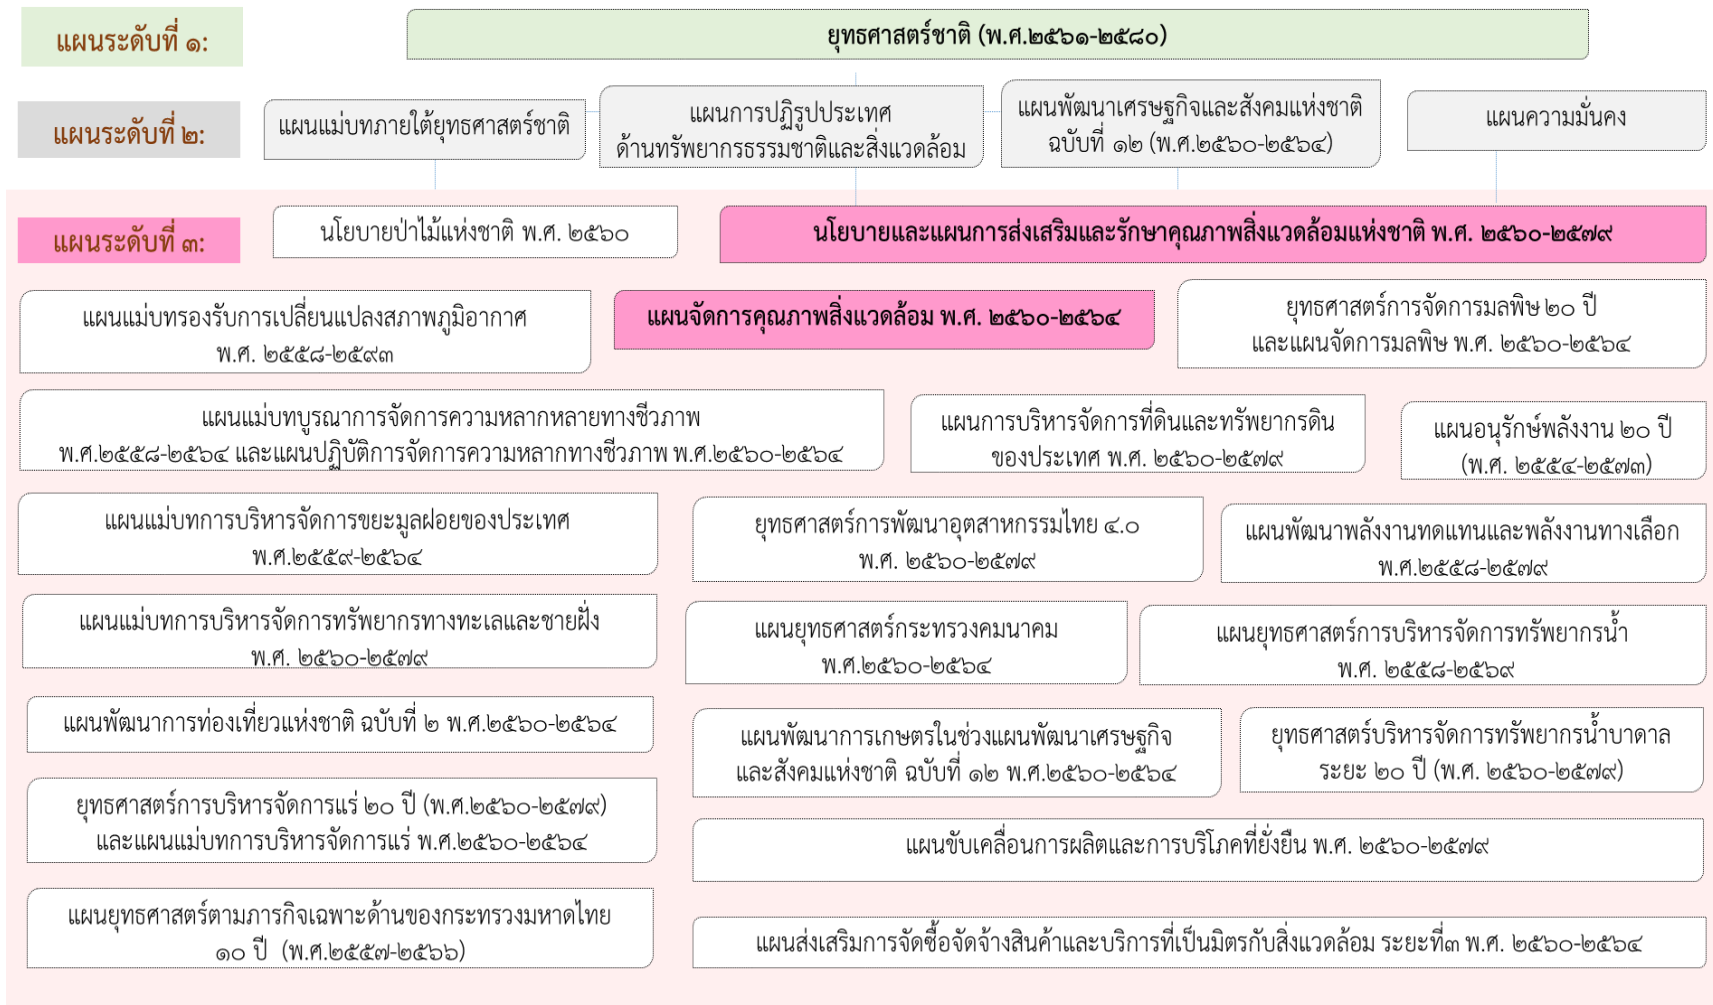 แผนระดับที่ ๑:
ยุทธศาสตร์ชาติ (พ.ศ.๒๕๖๑-๒๕๘๐)
แผนระดับที่ ๒:
แผนแม่บทภายใต้ยุทธศาสตร์ชาติ
แผนการปฏิรูปประเทศ
ด้านทรัพยากรธรรมชาติและสิ่งแวดล้อม
แผนพัฒนาเศรษฐกิจและสังคมแห่งชาติ
ฉบับที่ ๑๒ (พ.ศ.๒๕๖๐-๒๕๖๔)
แผนความมั่นคง
แผนระดับที่ ๓:
นโยบายป่าไม้แห่งชาติ พ.ศ. ๒๕๖๐
นโยบายและแผนการส่งเสริมและรักษาคุณภาพสิ่งแวดล้อมแห่งชาติ พ.ศ. ๒๕๖๐-๒๕๗๙
แผนแม่บทรองรับการเปลี่ยนแปลงสภาพภูมิอากาศ
พ.ศ. ๒๕๕๘-๒๕๙๓
แผนจัดการคุณภาพสิ่งแวดล้อม พ.ศ. ๒๕๖๐-๒๕๖๔
ยุทธศาสตร์การจัดการมลพิษ ๒๐ ปี
และแผนจัดการมลพิษ พ.ศ. ๒๕๖๐-๒๕๖๔
แผนแม่บทบูรณาการจัดการความหลากหลายทางชีวภาพ
พ.ศ.๒๕๕๘-๒๕๖๔ และแผนปฏิบัติการจัดการความหลากทางชีวภาพ พ.ศ.๒๕๖๐-๒๕๖๔
แผนการบริหารจัดการที่ดินและทรัพยากรดิน
ของประเทศ พ.ศ. ๒๕๖๐-๒๕๗๙
แผนอนุรักษ์พลังงาน ๒๐ ปี
(พ.ศ. ๒๕๕๔-๒๕๗๓)
แผนแม่บทการบริหารจัดการขยะมูลฝอยของประเทศ
พ.ศ.๒๕๕๙-๒๕๖๔
ยุทธศาสตร์การพัฒนาอุตสาหกรรมไทย ๔.๐
พ.ศ. ๒๕๖๐-๒๕๗๙
แผนพัฒนาพลังงานทดแทนและพลังงานทางเลือก
พ.ศ.๒๕๕๘-๒๕๗๙
แผนแม่บทการบริหารจัดการทรัพยากรทางทะเลและชายฝั่ง
พ.ศ. ๒๕๖๐-๒๕๗๙
แผนยุทธศาสตร์กระทรวงคมนาคม
พ.ศ.๒๕๖๐-๒๕๖๔
แผนยุทธศาสตร์การบริหารจัดการทรัพยากรน้ำ
พ.ศ. ๒๕๕๘-๒๕๖๙
แผนพัฒนาการท่องเที่ยวแห่งชาติ ฉบับที่ ๒ พ.ศ.๒๕๖๐-๒๕๖๔
แผนพัฒนาการเกษตรในช่วงแผนพัฒนาเศรษฐกิจ
และสังคมแห่งชาติ ฉบับที่ ๑๒ พ.ศ.๒๕๖๐-๒๕๖๔
ยุทธศาสตร์บริหารจัดการทรัพยากรน้ำบาดาล
ระยะ ๒๐ ปี (พ.ศ. ๒๕๖๐-๒๕๗๙)
ยุทธศาสตร์การบริหารจัดการแร่ ๒๐ ปี (พ.ศ.๒๕๖๐-๒๕๗๙)
และแผนแม่บทการบริหารจัดการแร่ พ.ศ.๒๕๖๐-๒๕๖๔
แผนขับเคลื่อนการผลิตและการบริโภคที่ยั่งยืน พ.ศ. ๒๕๖๐-๒๕๗๙
แผนยุทธศาสตร์ตามภารกิจเฉพาะด้านของกระทรวงมหาดไทย
๑๐ ปี (พ.ศ.๒๕๕๗-๒๕๖๖)
แผนส่งเสริมการจัดซื้อจัดจ้างสินค้าและบริการที่เป็นมิตรกับสิ่งแวดล้อม ระยะที่๓ พ.ศ. ๒๕๖๐-๒๕๖๔